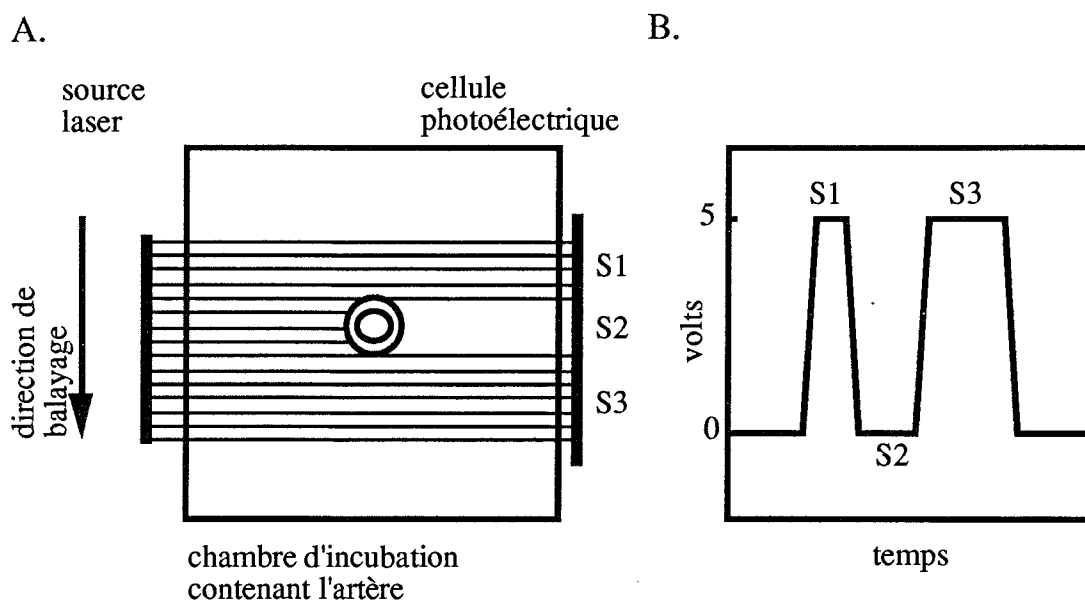 A.
source
laser
cellule
photoélectrique
direction de
balayage
S1
S2
S3
chambre d'incubation
contenant l'artère
B.
volts
5
0
S1
S2
S3
temps